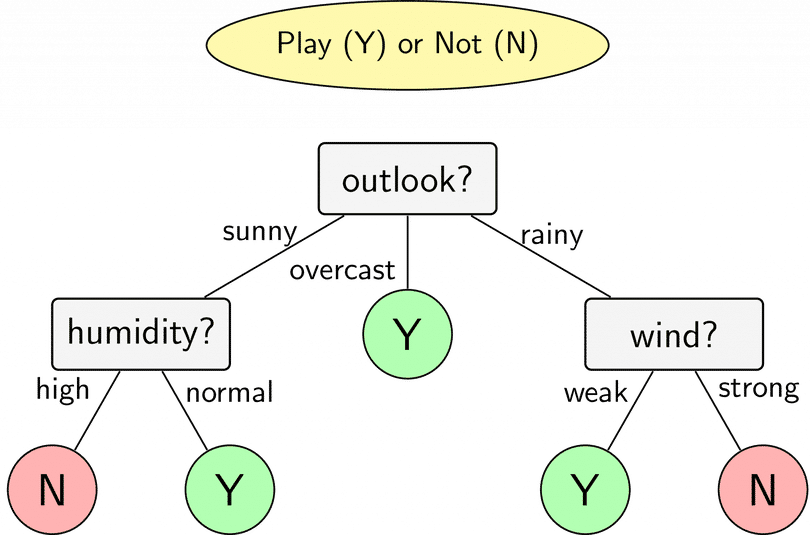 Play (Y) or Not (N)
outlook?
sunny
overcast
rainy
humidity?
Y
wind?
high
normal
weak
strong
N
Y
Y
N